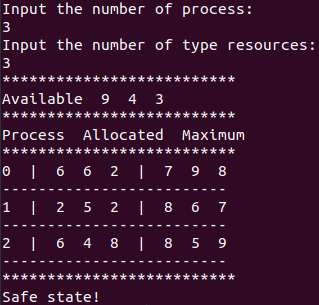 Input the number of process:
3
Input the number of type resources:
3
**************************
Available  9  4  3
**************************
Process  Allocated  Maximum
**************************
0  |  6  6  2  |  7  9  8
-------------------------
1  |  2  5  2  |  8  6  7
-------------------------
2  |  6  4  8  |  8  5  9
-------------------------
**************************
Safe state!